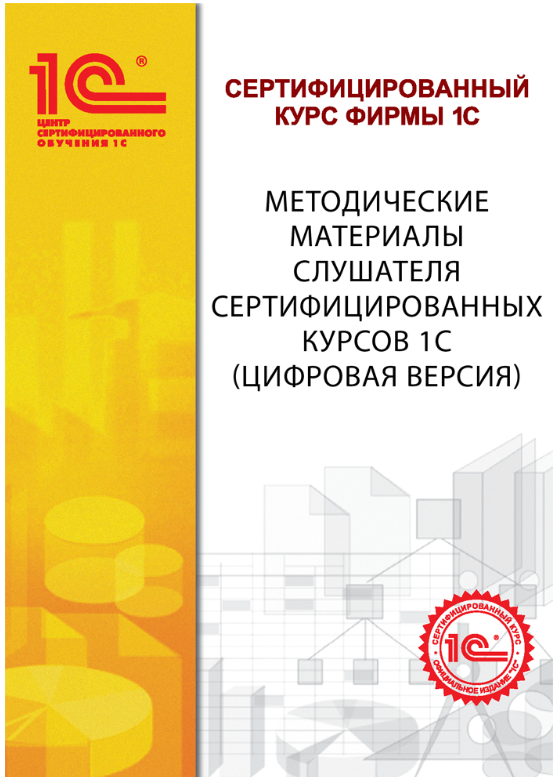 1С®
ЦЕНТР
СЕРТИФИЦИРОВАННОГО
ОБУЧЕНИЯ 1С
СЕРТИФИЦИРОВАННЫЙ
КУРС ФИРМЫ 1С
МЕТОДИЧЕСКИЕ
МАТЕРИАЛЫ
СЛУШАТЕЛЯ
СЕРТИФИЦИРОВАННЫХ
КУРСОВ 1С
(ЦИФРОВАЯ ВЕРСИЯ)
СЕРТИФИЦИРОВАННЫЙ КУРС
1С
ОФИЦИАЛЬНОЕ ИЗДАНИЕ "1С"